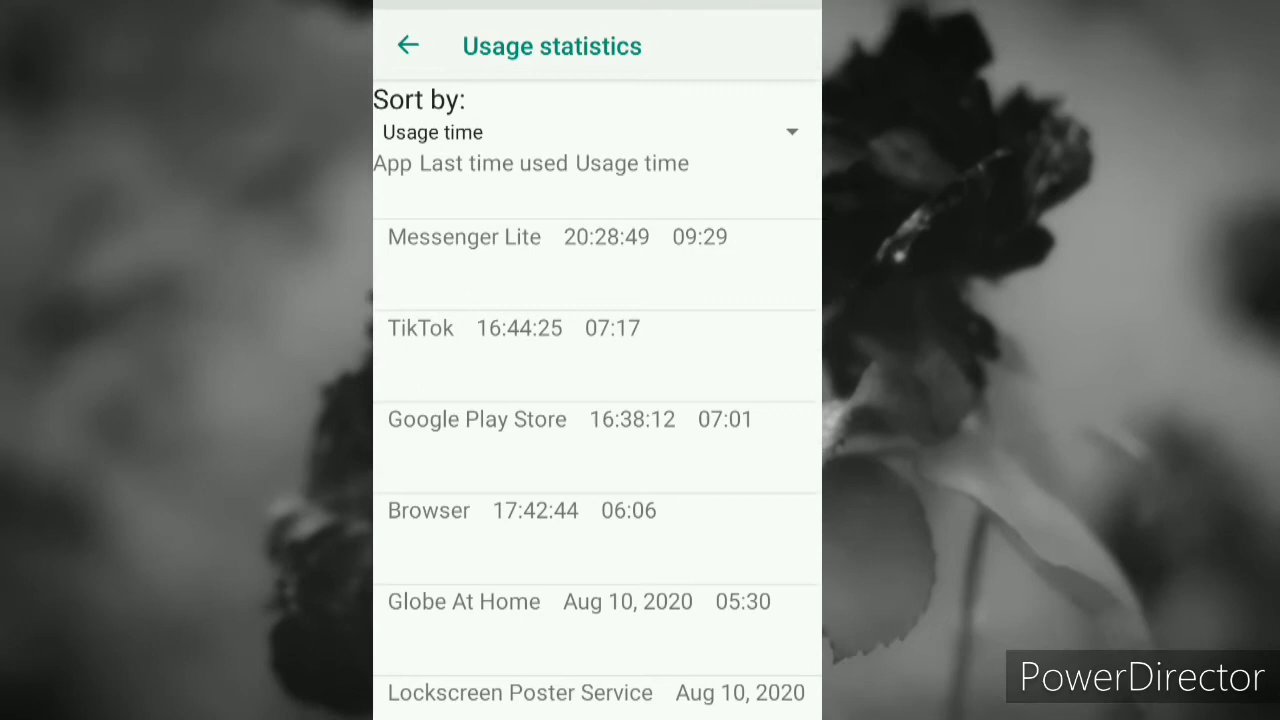 Usage statistics
Sort by:
Usage time
App Last time used Usage time
Messenger Lite 20:28:49 09:29
TikTok 16:44:25 07:17
Google Play Store 16:38:12 07:01
Browser 17:42:44 06:06
Globe At Home Aug 10, 2020 05:30
Lockscreen Poster Service Aug 10, 2020
PowerDirector